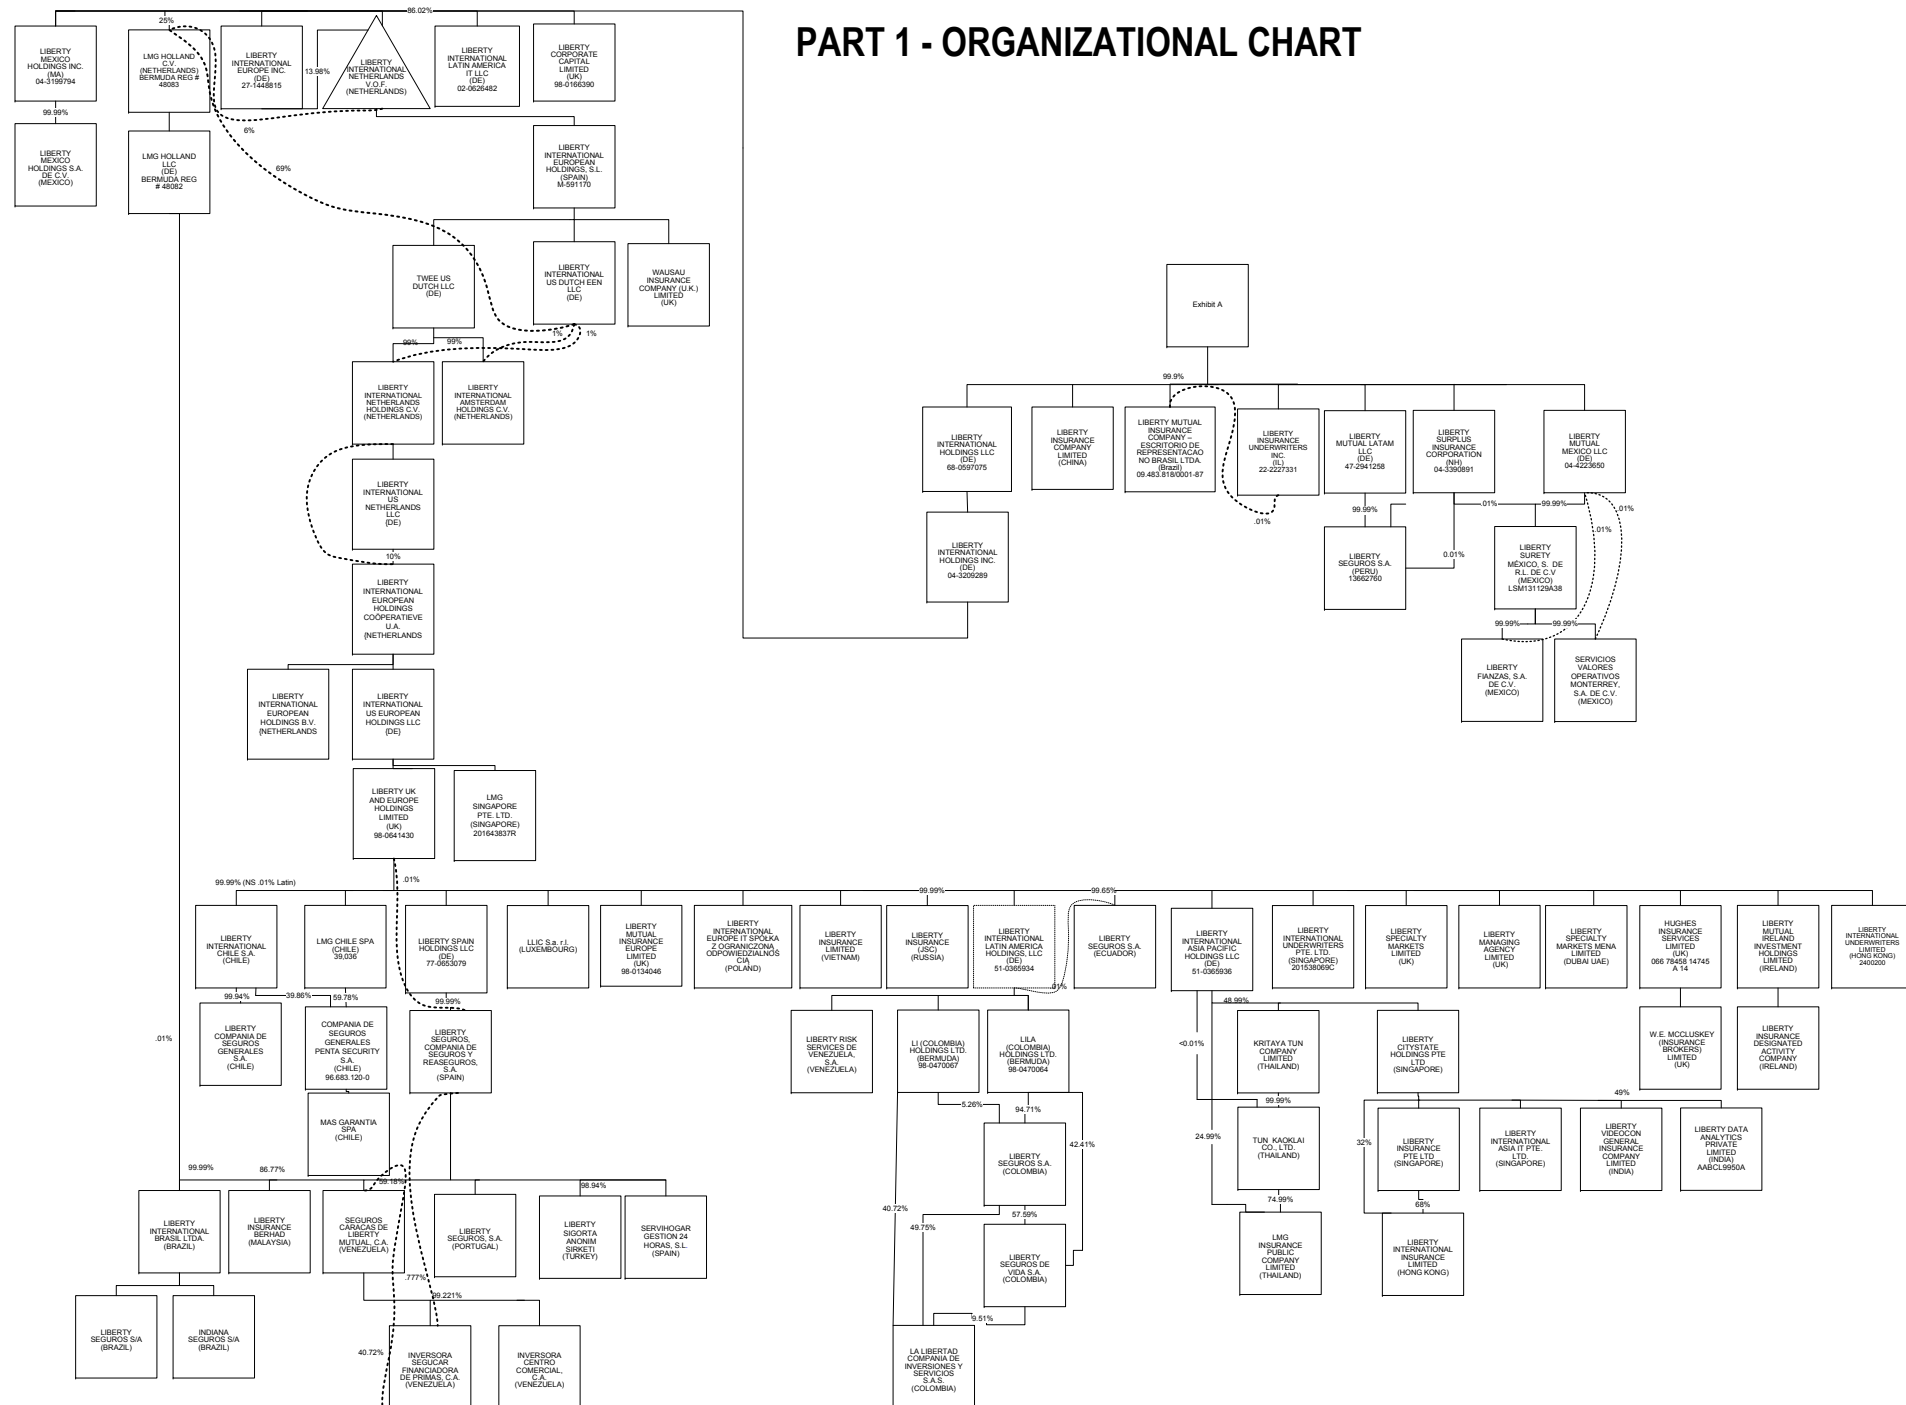 PART 1 - ORGANIZATIONAL CHART
25%
86.02%
LIBERTY
MEXICO
HOLDINGS INC.
(MA)
04-3199794
LMG HOLLAND
C.V.
(NETHERLANDS)
BERMUDA REG #
48083
LIBERTY
INTERNATIONAL
EUROPE INC.
(DE)
27-1448815
13.98%
LIBERTY
INTERNATIONAL
NETHERLANDS
V.O.F.
(NETHERLANDS)
LIBERTY
INTERNATIONAL
LATIN AMERICA
IT LLC
(DE)
02-0626482
LIBERTY
CORPORATE
CAPITAL
LIMITED
(UK)
98-0166390
99.99%
6%
69%
LIBERTY
MEXICO
HOLDINGS S.A.
DE C.V.
(MEXICO)
LMG HOLLAND
LLC
(DE)
BERMUDA REG
# 48082
LIBERTY
INTERNATIONAL
EUROPEAN
HOLDINGS, S.L.
(SPAIN)
M-591170
TWEE US
DUTCH LLC
(DE)
LIBERTY
INTERNATIONAL
US DUTCH EEN
LLC
(DE)
WAUSAU
INSURANCE
COMPANY (U.K.)
LIMITED
(UK)
99%
99%
1%
1%
LIBERTY
INTERNATIONAL
NETHERLANDS
HOLDINGS C.V.
(NETHERLANDS)
LIBERTY
INTERNATIONAL
AMSTERDAM
HOLDINGS C.V.
(NETHERLANDS)
LIBERTY
INTERNATIONAL
US
NETHERLANDS
LLC
(DE)
10%
LIBERTY
INTERNATIONAL
EUROPEAN
HOLDINGS
COÖPERATIEVE
U.A.
(NETHERLANDS
LIBERTY
INTERNATIONAL
EUROPEAN
HOLDINGS B.V.
(NETHERLANDS
LIBERTY
INTERNATIONAL
US EUROPEAN
HOLDINGS LLC
(DE)
LIBERTY UK
AND EUROPE
HOLDINGS
LIMITED
(UK)
98-0641430
LMG
SINGAPORE
PTE. LTD.
(SINGAPORE)
201643837R
Exhibit A
99.9%
LIBERTY
INTERNATIONAL
HOLDINGS LLC
(DE)
68-0597075
LIBERTY
INSURANCE
COMPANY
LIMITED
(CHINA)
LIBERTY MUTUAL
INSURANCE
COMPANY –
ESCRITORIO DE
REPRESENTACAO
NO BRASIL LTDA.
(Brazil)
09.483.818/0001-87
LIBERTY
INSURANCE
UNDERWRITERS
INC.
(IL)
22-2227331
LIBERTY
MUTUAL LATAM
LLC
(DE)
47-2941258
LIBERTY
SURPLUS
INSURANCE
CORPORATION
(NH)
04-3390891
LIBERTY
MUTUAL
MEXICO LLC
(DE)
04-4223650
.01%
99.99%
.01%
99.99%
.01%
.01%
0.01%
LIBERTY
INTERNATIONAL
HOLDINGS INC.
(DE)
04-3209289
LIBERTY
SEGUROS S.A.
(PERU)
13662760
LIBERTY
SURETY
MÉXICO, S. DE
R.L. DE C.V
(MEXICO)
LSM131129A38
99.99%
99.99%
LIBERTY
FIANZAS, S.A.
DE C.V.
(MEXICO)
SERVICIOS
VALORES
OPERATIVOS
MONTERREY,
S.A. DE C.V.
(MEXICO)
99.99% (NS .01% Latin)
.01%
99.99%
99.65%
LIBERTY
INTERNATIONAL
CHILE S.A.
(CHILE)
LMG CHILE SPA
(CHILE)
39,036
LIBERTY SPAIN
HOLDINGS LLC
(DE)
77-0653079
LLIC S.a. r.l.
(LUXEMBOURG)
LIBERTY
MUTUAL
INSURANCE
EUROPE
LIMITED
(UK)
98-0134046
LIBERTY
INTERNATIONAL
EUROPE IT SPÓŁKA
Z OGRANICZONĄ
ODPOWIEDZIALNOŚ
CIĄ
(POLAND)
LIBERTY
INSURANCE
LIMITED
(VIETNAM)
LIBERTY
INSURANCE
(JSC)
(RUSSIA)
LIBERTY
INTERNATIONAL
LATIN AMERICA
HOLDINGS, LLC
(DE)
51-0365934
LIBERTY
SEGUROS S.A.
(ECUADOR)
LIBERTY
INTERNATIONAL
ASIA PACIFIC
HOLDINGS LLC
(DE)
51-0365936
LIBERTY
INTERNATIONAL
UNDERWRITERS
PTE. LTD.
(SINGAPORE)
201538069C
LIBERTY
SPECIALTY
MARKETS
LIMITED
(UK)
LIBERTY
MANAGING
AGENCY
LIMITED
(UK)
LIBERTY
SPECIALTY
MARKETS MENA
LIMITED
(DUBAI UAE)
HUGHES
INSURANCE
SERVICES
LIMITED
(UK)
066 78458 14745
A 14
LIBERTY
MUTUAL
IRELAND
INVESTMENT
HOLDINGS
LIMITED
(IRELAND)
LIBERTY
INTERNATIONAL
UNDERWRITERS
LIMITED
(HONG KONG)
2400200
99.94%
39.86%
59.78%
99.99%
.01%
48.99%
LIBERTY
COMPANIA DE
SEGUROS
GENERALES
S.A.
(CHILE)
COMPANIA DE
SEGUROS
GENERALES
PENTA SECURITY
S.A.
(CHILE)
96.683.120-0
LIBERTY
SEGUROS,
COMPANIA DE
SEGUROS Y
REASEGUROS,
S.A.
(SPAIN)
LIBERTY RISK
SERVICES DE
VENEZUELA,
S.A.
(VENEZUELA)
LI (COLOMBIA)
HOLDINGS LTD.
(BERMUDA)
98-0470067
LILA
(COLOMBIA)
HOLDINGS LTD.
(BERMUDA)
98-0470064
<0.01%
KRITAYA TUN
COMPANY
LIMITED
(THAILAND)
LIBERTY
CITYSTATE
HOLDINGS PTE
LTD
(SINGAPORE)
W.E. MCCLUSKEY
(INSURANCE
BROKERS)
LIMITED
(UK)
LIBERTY
INSURANCE
DESIGNATED
ACTIVITY
COMPANY
(IRELAND)
.01%
MAS GARANTIA
SPA
(CHILE)
5.26%
94.71%
42.41%
99.99%
49%
24.99%
32%
LIBERTY
SEGUROS S.A.
(COLOMBIA)
TUN KAOKLAI
CO., LTD.
(THAILAND)
LIBERTY
INSURANCE
PTE LTD
(SINGAPORE)
LIBERTY
INTERNATIONAL
ASIA IT PTE.
LTD.
(SINGAPORE)
LIBERTY
VIDEOCON
GENERAL
INSURANCE
COMPANY
LIMITED
(INDIA)
LIBERTY DATA
ANALYTICS
PRIVATE
LIMITED
(INDIA)
AABCL9950A
99.99%
86.77%
59.18%
98.94%
LIBERTY
INTERNATIONAL
BRASIL LTDA.
(BRAZIL)
LIBERTY
INSURANCE
BERHAD
(MALAYSIA)
SEGUROS
CARACAS DE
LIBERTY
MUTUAL, C.A.
(VENEZUELA)
LIBERTY
SEGUROS, S.A.
(PORTUGAL)
LIBERTY
SIGORTA
ANONIM
SIRKETI
(TURKEY)
SERVIHOGAR
GESTION 24
HORAS, S.L.
(SPAIN)
40.72%
49.75%
57.59%
74.99%
68%
LIBERTY
SEGUROS DE
VIDA S.A.
(COLOMBIA)
LMG
INSURANCE
PUBLIC
COMPANY
LIMITED
(THAILAND)
LIBERTY
INTERNATIONAL
INSURANCE
LIMITED
(HONG KONG)
.777%
99.221%
9.51%
LIBERTY
SEGUROS S/A
(BRAZIL)
INDIANA
SEGUROS S/A
(BRAZIL)
40.72%
INVERSORA
SEGUCAR
FINANCIADORA
DE PRIMAS, C.A.
(VENEZUELA)
INVERSORA
CENTRO
COMERCIAL,
C.A.
(VENEZUELA)
LA LIBERTAD
COMPANIA DE
INVERSIONES Y
SERVICIOS
S.A.S.
(COLOMBIA)